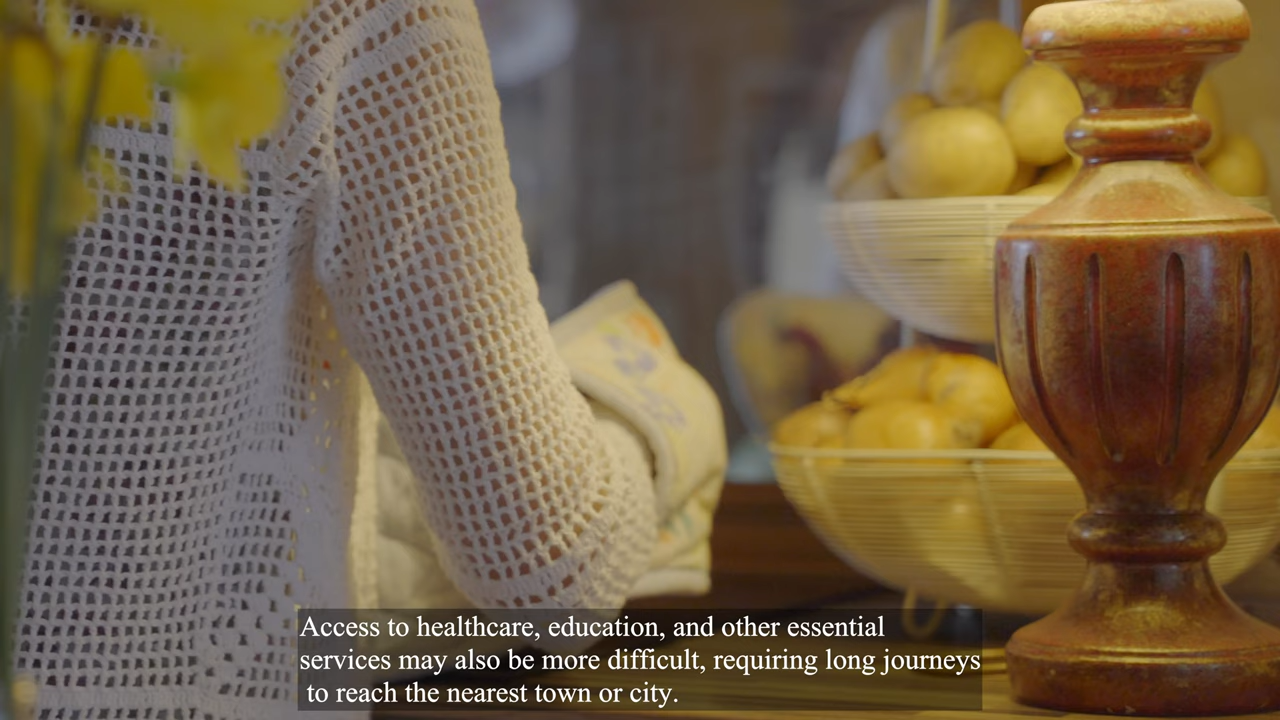 Access to healthcare, education, and other essential
services may also be more difficult, requiring long journeys
to reach the nearest town or city.